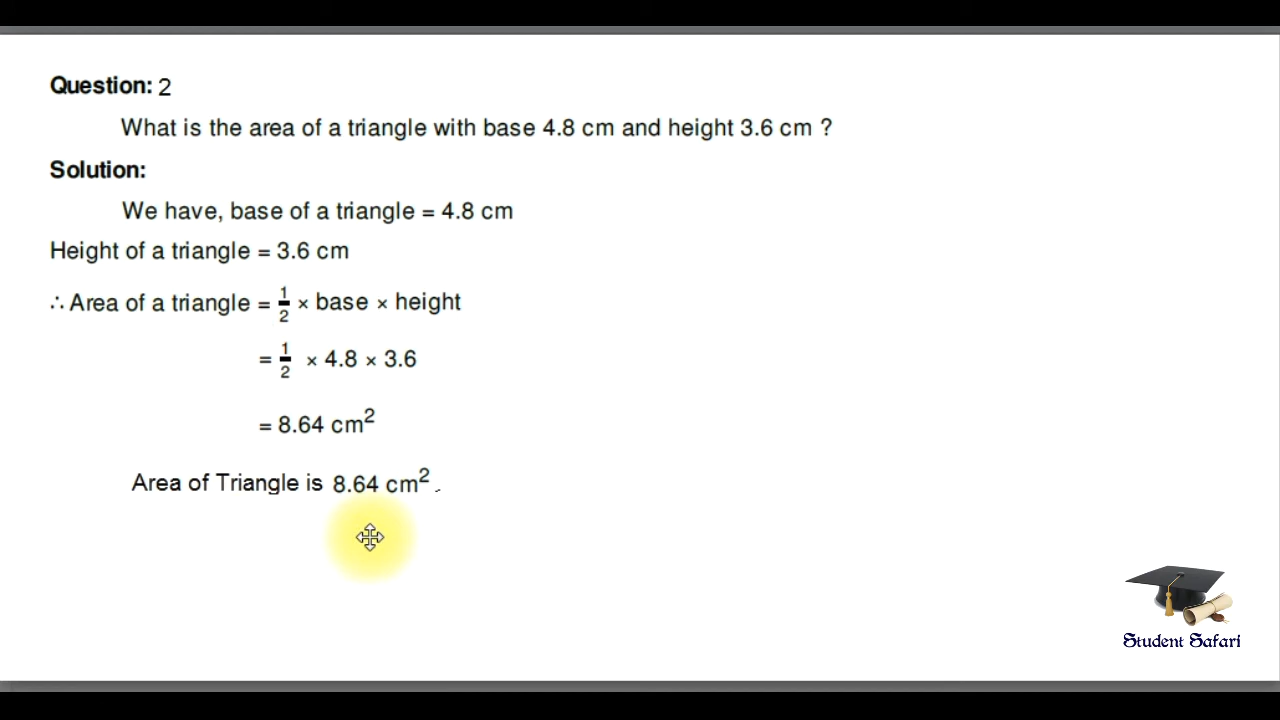 Question: 2
What is the area of a triangle with base 4.8 cm and height 3.6 cm ?
Solution:
We have, base of a triangle = 4.8 cm
Height of a triangle = 3.6 cm
∴ Area of a triangle = 1/2 × base × height
= 1/2 × 4.8 × 3.6
= 8.64 cm²
Area of Triangle is 8.64 cm².
Student Safari